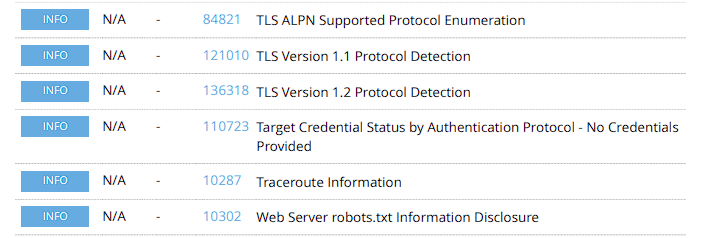 INFO N/A - 84821 TLS ALPN Supported Protocol Enumeration
INFO N/A - 121010 TLS Version 1.1 Protocol Detection
INFO N/A - 136318 TLS Version 1.2 Protocol Detection
INFO N/A - 110723 Target Credential Status by Authentication Protocol - No Credentials
Provided
INFO N/A - 10287 Traceroute Information
INFO N/A - 10302 Web Server robots.txt Information Disclosure